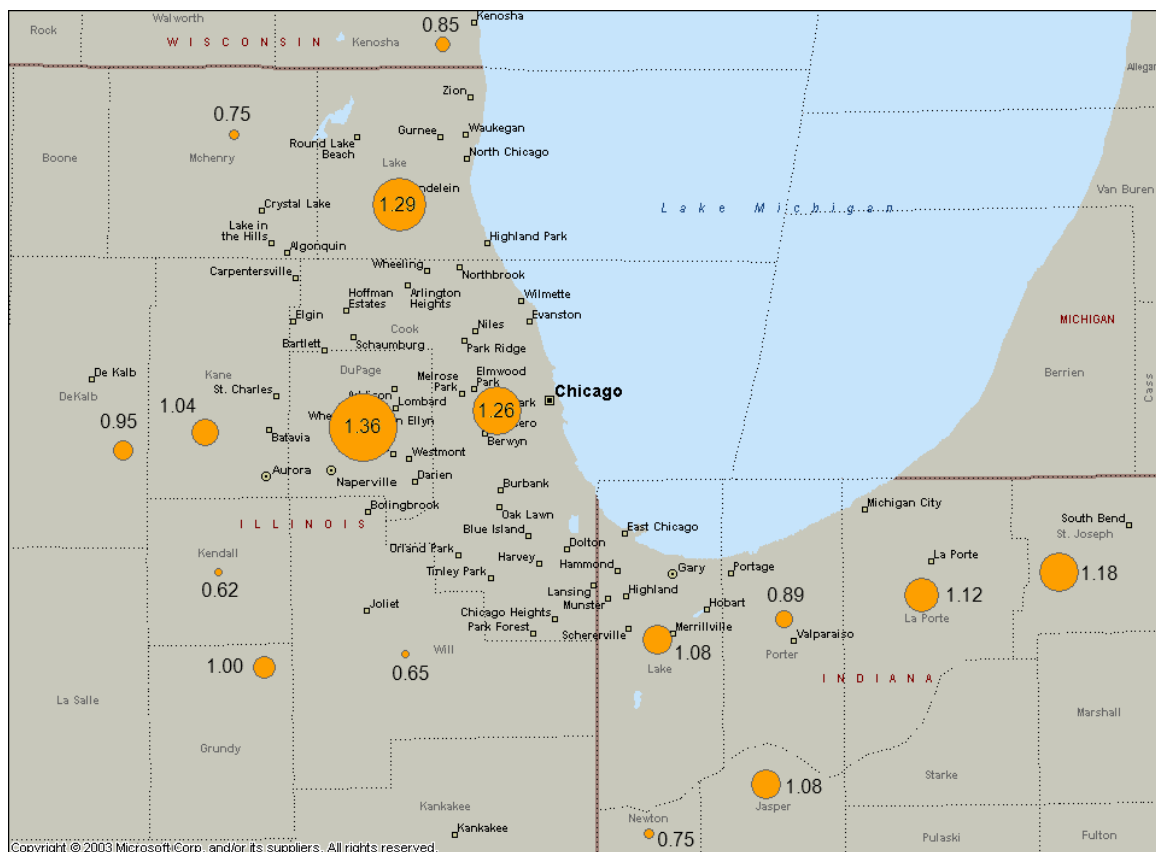 Walworth
Kenosha
Rock
0.85
W I S C O N S I N
Kenosha
Allegan
Zion
0.75
Gurnee
Waukegan
Round Lake
Beach
North Chicago
Boone
Mchenry
Lake
ndelein
Van Buren
Crystal Lake
1.29
L a k e M i c h i g a n
Lake in
the Hills
Algonquin
Highland Park
Carpentersville
Wheeling
Northbrook
Hoffman
Estates
Arlington
Heights
Wilmette
Elgin
Evanston
MICHIGAN
Cook
Niles
Bartlett
Schaumburg
Park Ridge
De Kalb
Kane
DuPage
Melrose
Park
Elmwood
Park
Berrien
Cass
DeKalb
St. Charles
Addison
Lombard
Chicago
1.04
0.95
Whe
1.36
n Ellyn
1.26
ark
ero
Batavia
Berwyn
Westmont
Aurora
Naperville
Darien
Burbank
Bolingbrook
Oak Lawn
Michigan City
I L L I N O I S
Blue Island
East Chicago
South Bend
St. Joseph
Kendall
Orland Park
Dolton
Harvey
Hammond
Gary
Portage
La Porte
0.62
Tinley Park
Lansing
Munster
Highland
0.89
1.12
1.18
Joliet
Chicago Heights
Park Forest
Hobart
La Porte
Schererville
Merrillville
Valparaiso
Will
1.00
0.65
Lake
1.08
Porter
I N D I A N A
La Salle
Marshall
Grundy
Starke
1.08
Kankakee
Newton
Jasper
Kankakee
0.75
Pulaski
Fulton
Copyright © 2003 Microsoft Corp. and/or its suppliers. All rights reserved.